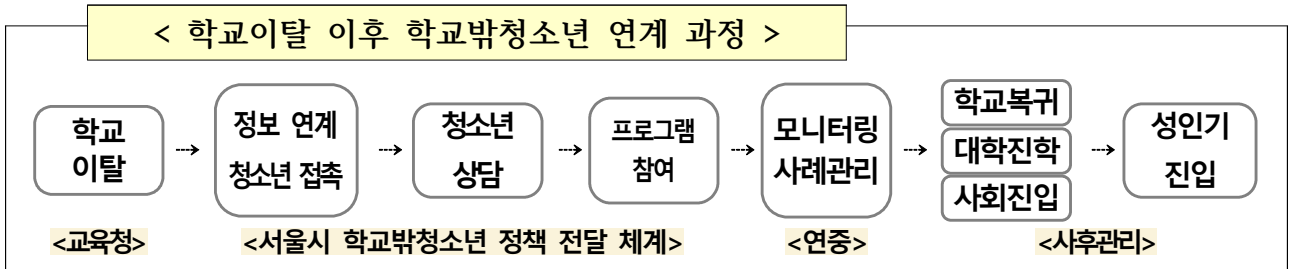 < 학교이탈 이후 학교밖청소년 연계 과정 >
학교
이탈
정보 연계
청소년 접촉
청소년
상담
프로그램
참여
모니터링
사례관리
학교복귀
대학진학
사회진입
성인기
진입
<교육청>
<서울시 학교밖청소년 정책 전달 체계>
<연중>
<사후관리>